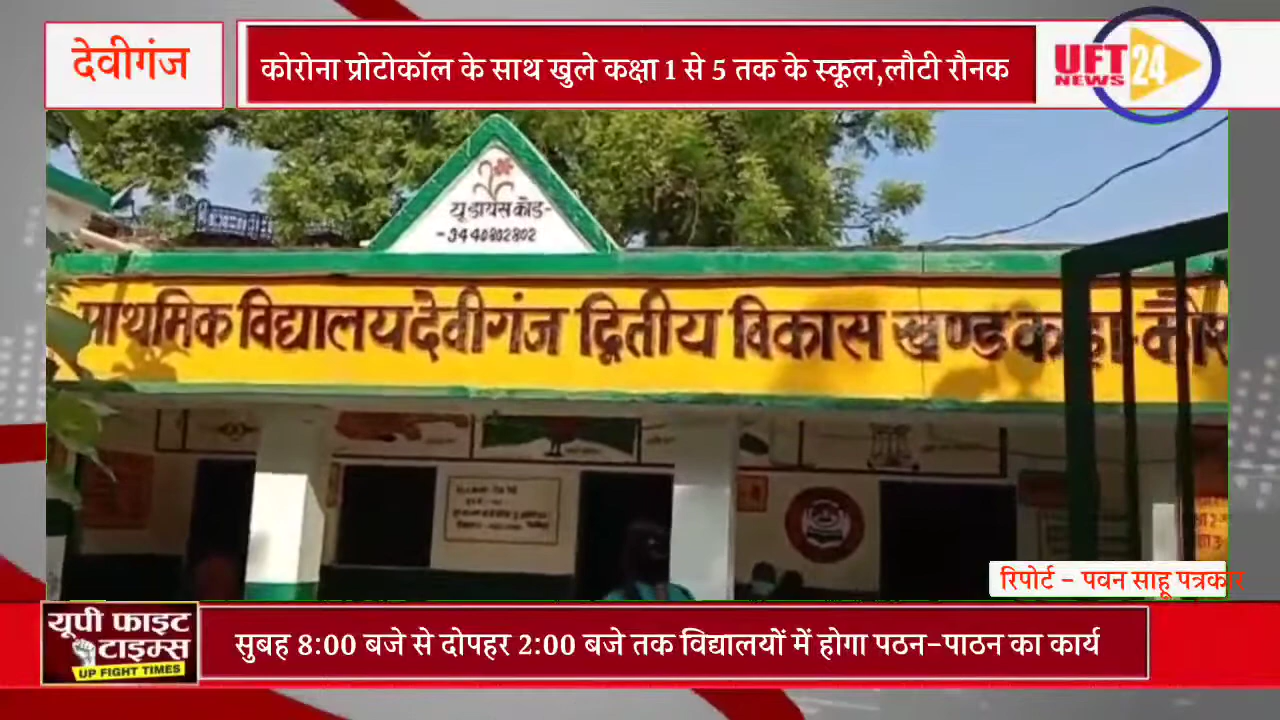 देवीगंज
कोरोना प्रोटोकॉल के साथ खुले कक्षा 1 से 5 तक के स्कूल,लौटी रौनक
UFT 24
NEWS
यू डायस कोड-
-3440802802
प्राथमिक विद्यालय देवीगंज द्वितीय विकास खण्ड कड़ा-कौश
रिपोर्ट - पवन साहू पत्रकार
यूपी फाइट
टाइम्स
UP FIGHT TIMES
सुबह 8:00 बजे से दोपहर 2:00 बजे तक विद्यालयों में होगा पठन-पाठन का कार्य